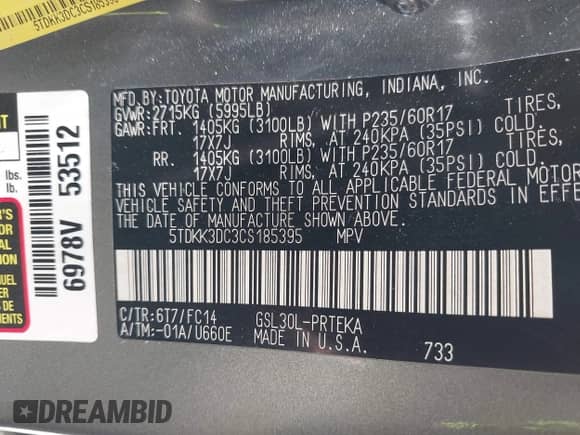 5TDKK3DC3CS185395
MFD.BY:TOYOTA MOTOR MANUFACTURING, INDIANA, INC.
GVWR:2715KG (5995LB)
GAWR:FRT. 1405KG (3100LB) WITH P235/60R17 TIRES,
17X7J RIMS, AT 240KPA (35PSI) COLD.
RR. 1405KG (3100LB) WITH P235/60R17 TIRES,
17X7J RIMS, AT 240KPA (35PSI) COLD.
THIS VEHICLE CONFORMS TO ALL APPLICABLE FEDERAL MOTOR
VEHICLE SAFETY AND THEFT PREVENTION STANDARDS IN EFFE
THE DATE OF MANUFACTURE SHOWN ABOVE.
5TDKK3DC3CS185395 MPV
C/TR:6T7/FC14 GSL30L-PRTEKA
A/TM:-01A/U660E MADE IN U.S.A.
733
lbs.
lb.
6978V 53512
DREAMBID